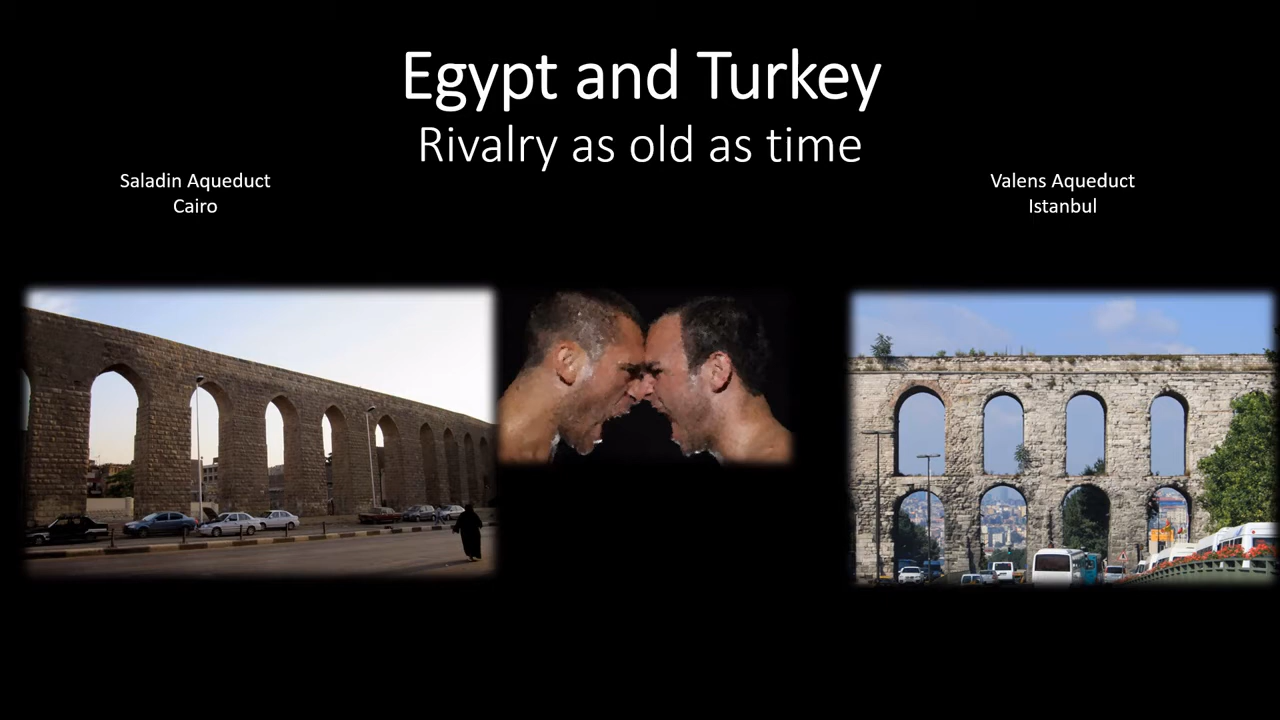 Egypt and Turkey
Rivalry as old as time
Saladin Aqueduct
Cairo
Valens Aqueduct
Istanbul